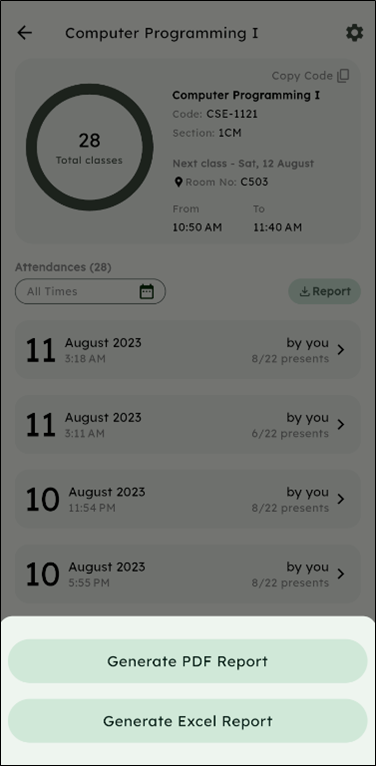 Computer Programming I
Copy Code
28
Total classes
Computer Programming I
Code: CSE-1121
Section: 1CM
Next class - Sat, 12 August
Room No: C503
From To
10:50 AM 11:40 AM
Attendances (28)
All Times
Report
11 August 2023 by you
3:18 AM 8/22 presents
11 August 2023 by you
3:11 AM 6/22 presents
10 August 2023 by you
11:54 PM 8/22 presents
10 August 2023 by you
5:55 PM 8/22 presents
Generate PDF Report
Generate Excel Report